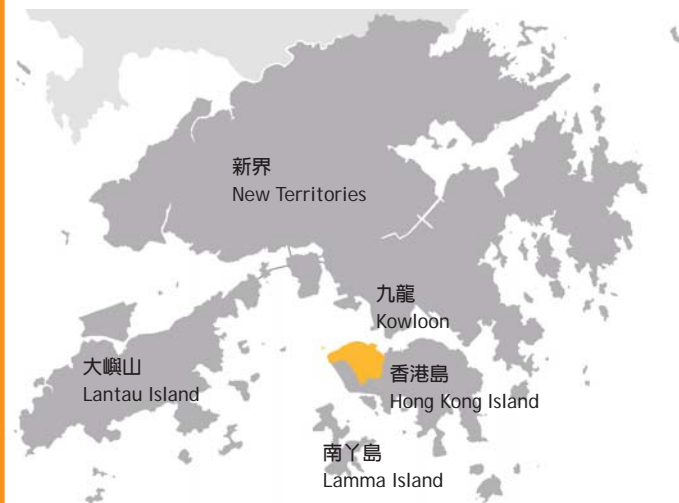 新界
New Territories
九龍
Kowloon
大嶼山
Lantau Island
香港島
Hong Kong Island
南丫島
Lamma Island